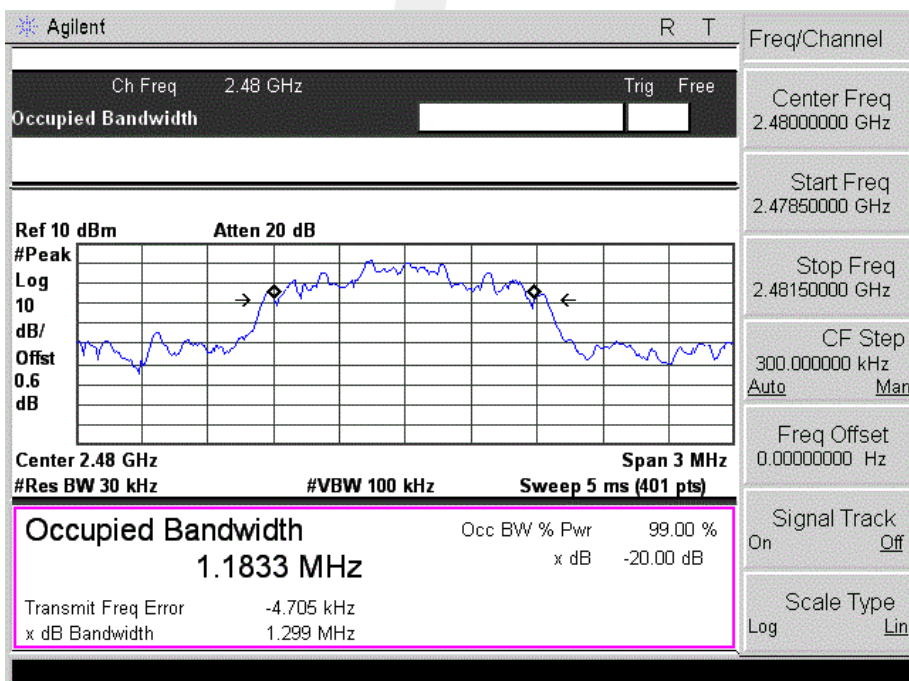 Agilent R T
Freq/Channel
Ch Freq 2.48 GHz Trig Free
Occupied Bandwidth
Center Freq
2.48000000 GHz
Start Freq
2.47850000 GHz
Stop Freq
2.48150000 GHz
CF Step
300.000000 kHz
Auto Man
Freq Offset
0.00000000 Hz
Signal Track
On Off
Scale Type
Log Lin
Ref 10 dBm Atten 20 dB
#Peak
Log
10
dB/
Offst
0.6
dB
Center 2.48 GHz Span 3 MHz
#Res BW 30 kHz #VBW 100 kHz Sweep 5 ms (401 pts)
Occupied Bandwidth
1.1833 MHz
Occ BW % Pwr 99.00 %
x dB -20.00 dB
Transmit Freq Error -4.705 kHz
x dB Bandwidth 1.299 MHz